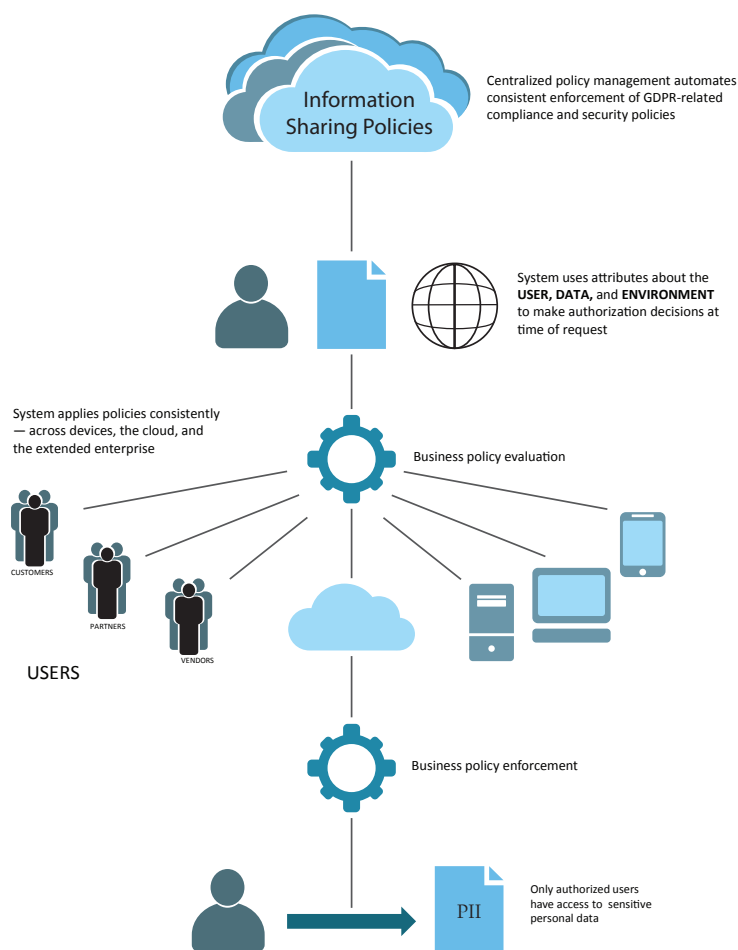 Information
Sharing Policies
Centralized policy management automates
consistent enforcement of GDPR-related
compliance and security policies
System uses attributes about the
USER, DATA, and ENVIRONMENT
to make authorization decisions at
time of request
System applies policies consistently
— across devices, the cloud, and
the extended enterprise
Business policy evaluation
CUSTOMERS
PARTNERS
VENDORS
USERS
Business policy enforcement
PII
Only authorized users
have access to sensitive
personal data